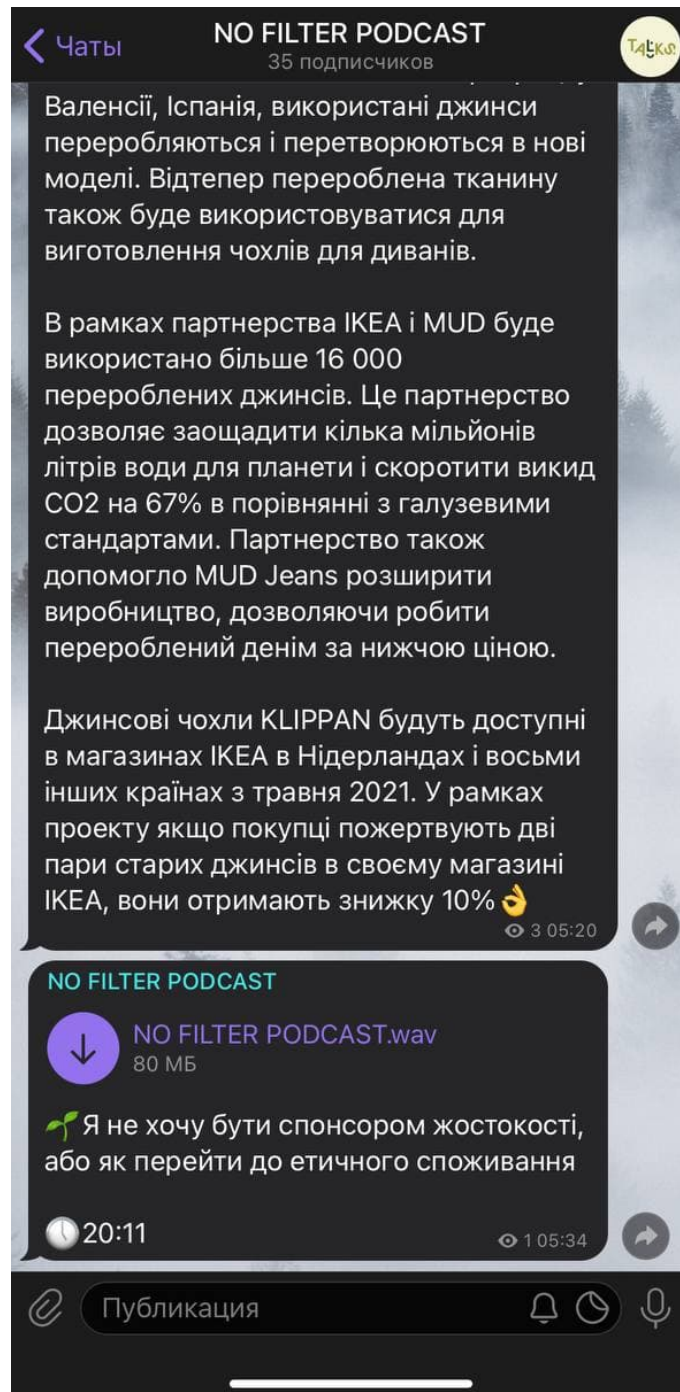 Чаты
NO FILTER PODCAST
35 подписчиков
TALKS
Валенсії, Іспанія, використані джинси
переробляються і перетворюються в нові
моделі. Відтепер перероблена тканину
також буде використовуватися для
виготовлення чохлів для диванів.
В рамках партнерства IKEA і MUD буде
використано більше 16 000
перероблених джинсів. Це партнерство
дозволяє заощадити кілька мільйонів
літрів води для планети і скоротити викид
CO2 на 67% в порівнянні з галузевими
стандартами. Партнерство також
допомогло MUD Jeans розширити
виробництво, дозволяючи робити
перероблений денім за нижчою ціною.
Джинсові чохли KLIPPAN будуть доступні
в магазинах IKEA в Нідерландах і восьми
інших країнах з травня 2021. У рамках
проекту якщо покупці пожертвують дві
пари старих джинсів в своєму магазині
IKEA, вони отримають знижку 10%👌
3 05:20
NO FILTER PODCAST
NO FILTER PODCAST.wav
80 МБ
🌱Я не хочу бути спонсором жостокості,
або як перейти до етичного споживання
🕔20:11
1 05:34
Публикация